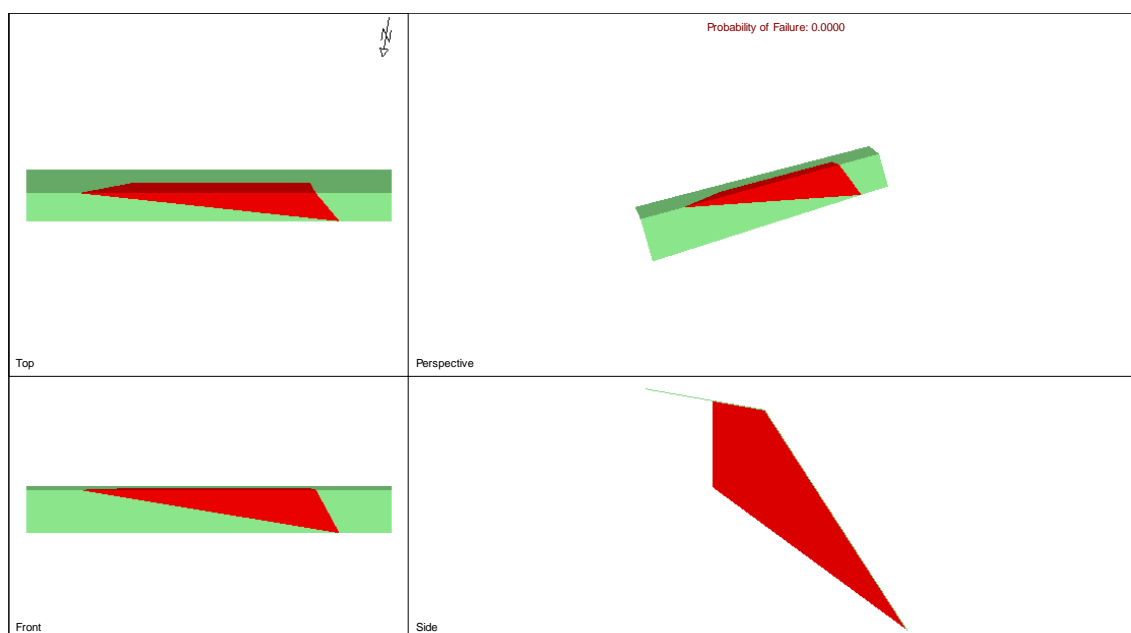 N
Probability of Failure: 0.0000
Top
Perspective
Front
Side